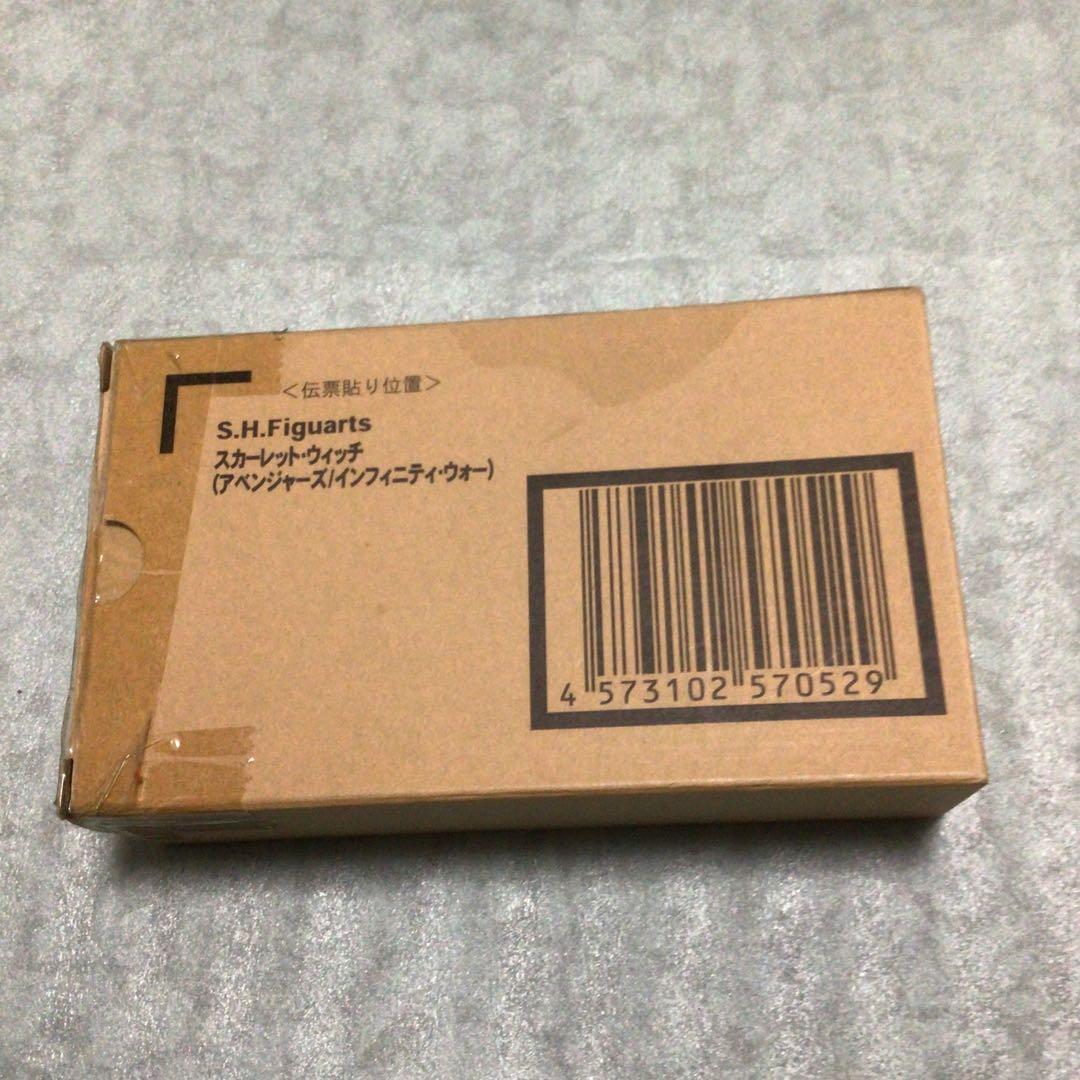 ＜伝票貼り位置＞
S.H.Figuarts
スカーレット・ウィッチ
(アベンジャーズ/インフィニティ・ウォー)
4 573102 570529